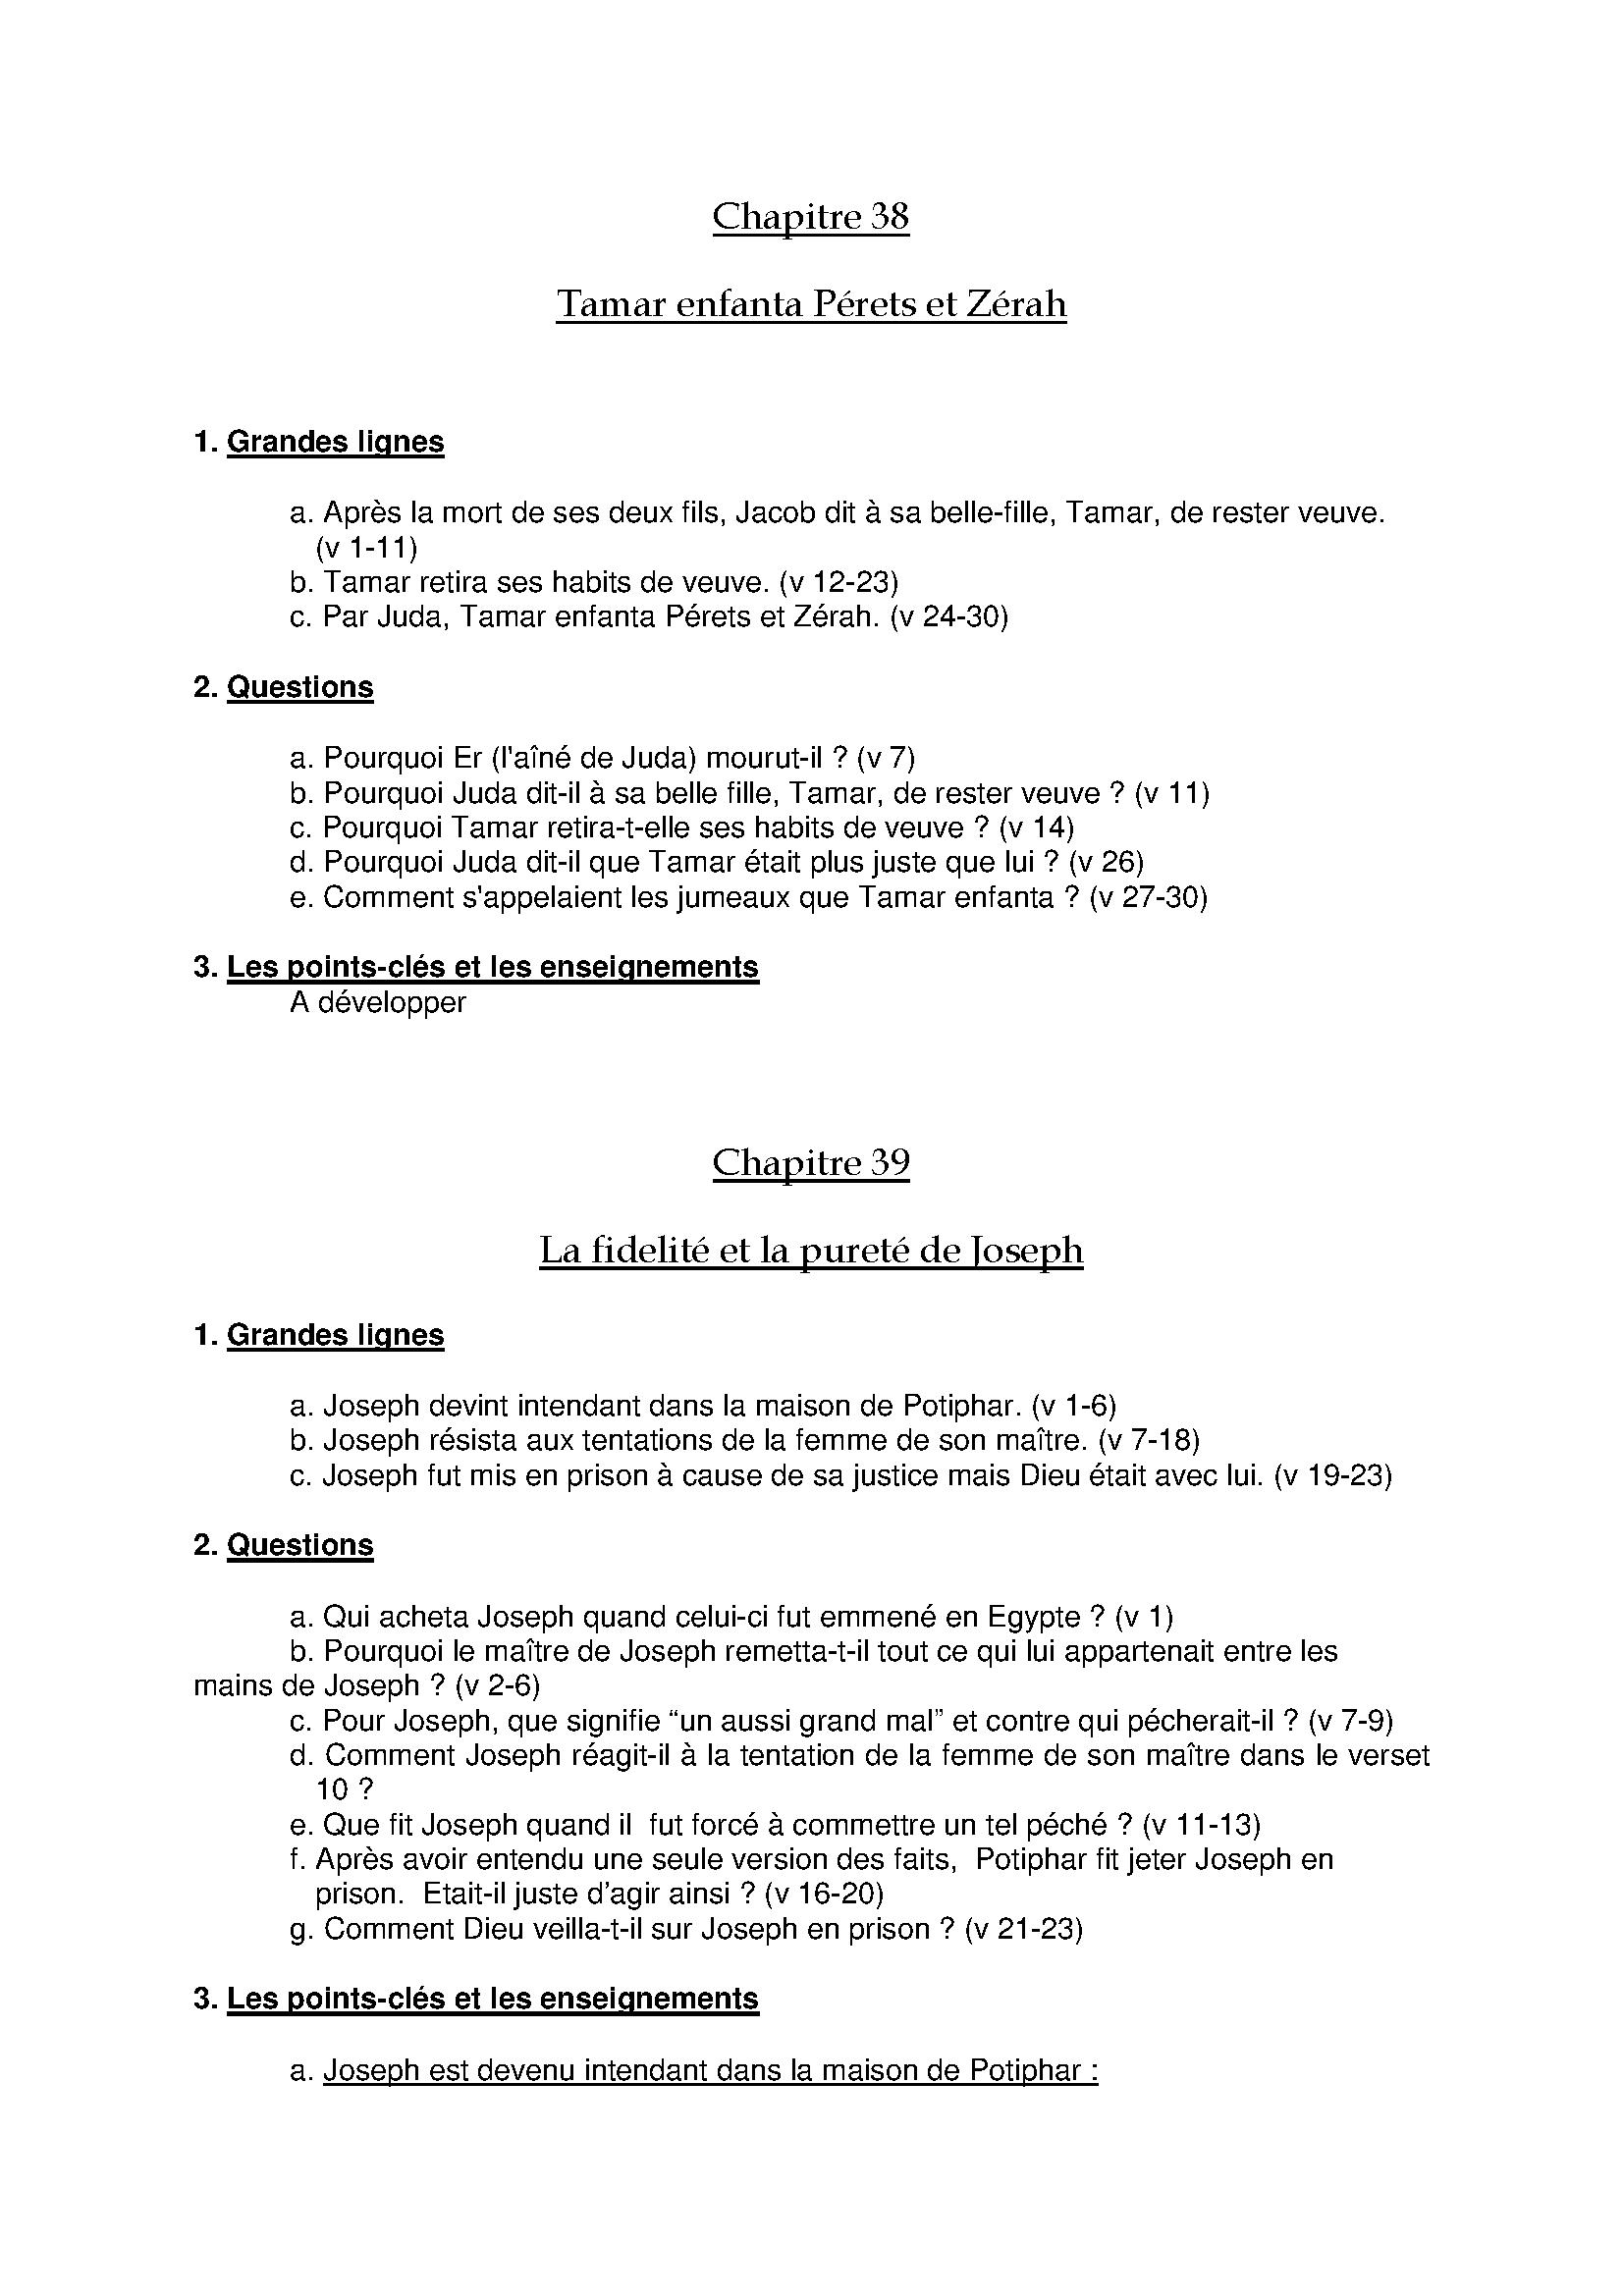 Chapitre 38
Tamar enfanta Pérets et Zérah
1. Grandes lignes
a. Après la mort de ses deux fils, Jacob dit à sa belle-fille, Tamar, de rester veuve.
(v 1-11)
b. Tamar retira ses habits de veuve. (v 12-23)
c. Par Juda, Tamar enfanta Pérets et Zérah. (v 24-30)
2. Questions
a. Pourquoi Er (l'aîné de Juda) mourut-il ? (v 7)
b. Pourquoi Juda dit-il à sa belle fille, Tamar, de rester veuve ? (v 11)
c. Pourquoi Tamar retira-t-elle ses habits de veuve ? (v 14)
d. Pourquoi Juda dit-il que Tamar était plus juste que lui ? (v 26)
e. Comment s'appelaient les jumeaux que Tamar enfanta ? (v 27-30)
3. Les points-clés et les enseignements
A développer
Chapitre 39
La fidelité et la pureté de Joseph
1. Grandes lignes
a. Joseph devint intendant dans la maison de Potiphar. (v 1-6)
b. Joseph résista aux tentations de la femme de son maître. (v 7-18)
c. Joseph fut mis en prison à cause de sa justice mais Dieu était avec lui. (v 19-23)
2. Questions
a. Qui acheta Joseph quand celui-ci fut emmené en Egypte ? (v 1)
b. Pourquoi le maître de Joseph remetta-t-il tout ce qui lui appartenait entre les
mains de Joseph ? (v 2-6)
c. Pour Joseph, que signifie “un aussi grand mal” et contre qui pécherait-il ? (v 7-9)
d. Comment Joseph réagit-il à la tentation de la femme de son maître dans le verset
10 ?
e. Que fit Joseph quand il  fut forcé à commettre un tel péché ? (v 11-13)
f. Après avoir entendu une seule version des faits,  Potiphar fit jeter Joseph en
prison.  Etait-il juste d’agir ainsi ? (v 16-20)
g. Comment Dieu veilla-t-il sur Joseph en prison ? (v 21-23)
3. Les points-clés et les enseignements
a. Joseph est devenu intendant dans la maison de Potiphar :